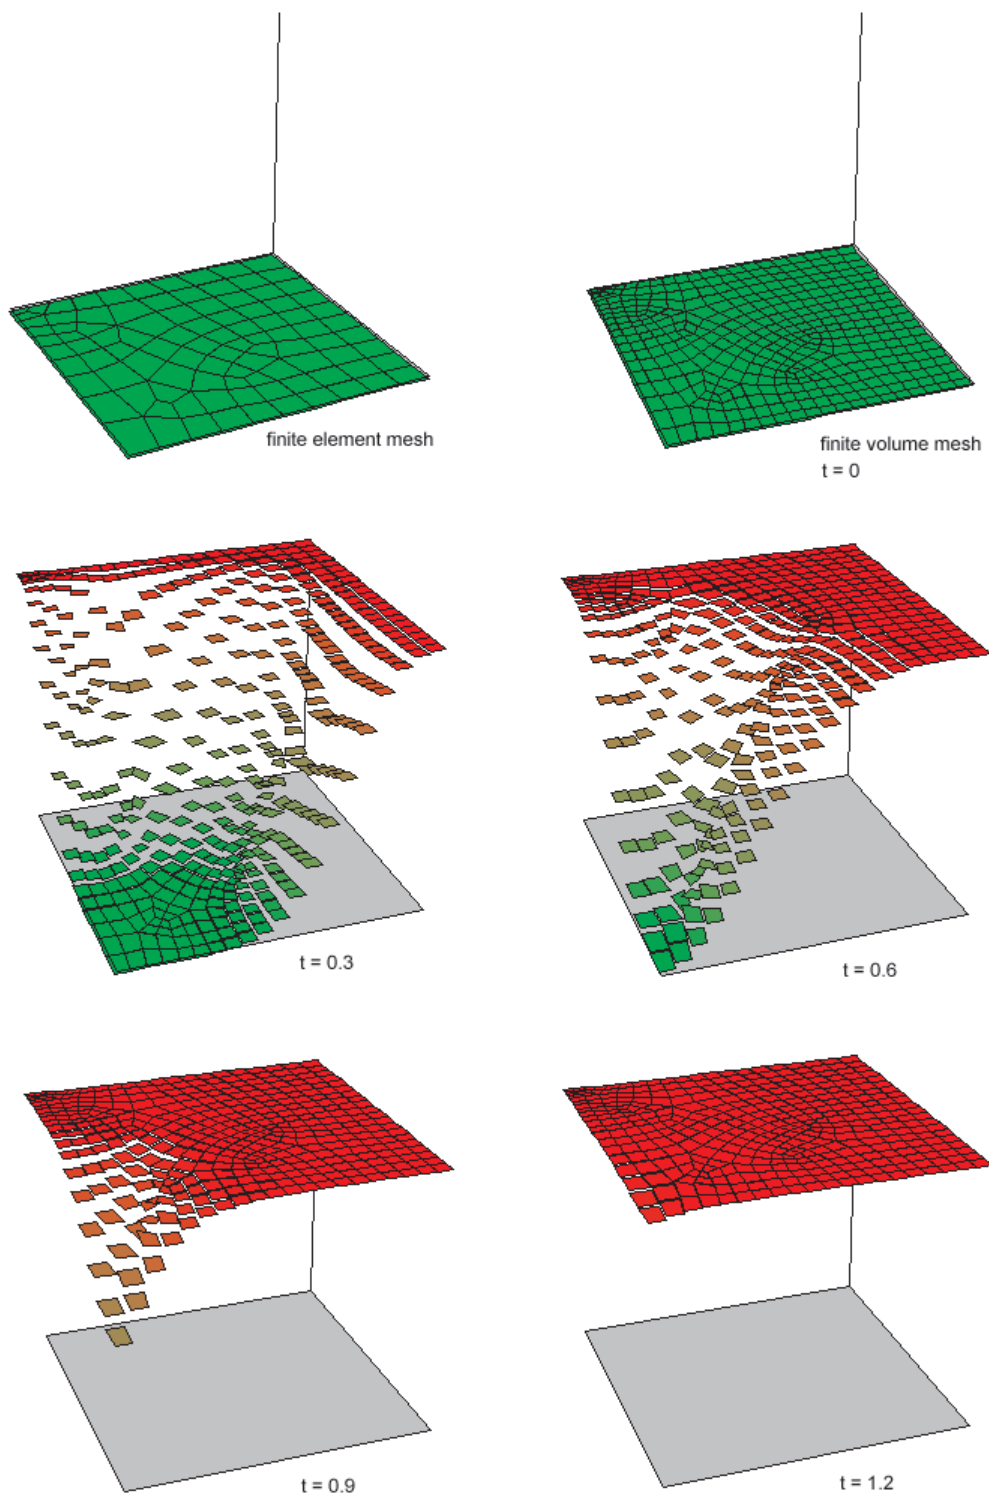 finite element mesh
finite volume mesh
t = 0
t = 0.3
t = 0.6
t = 0.9
t = 1.2